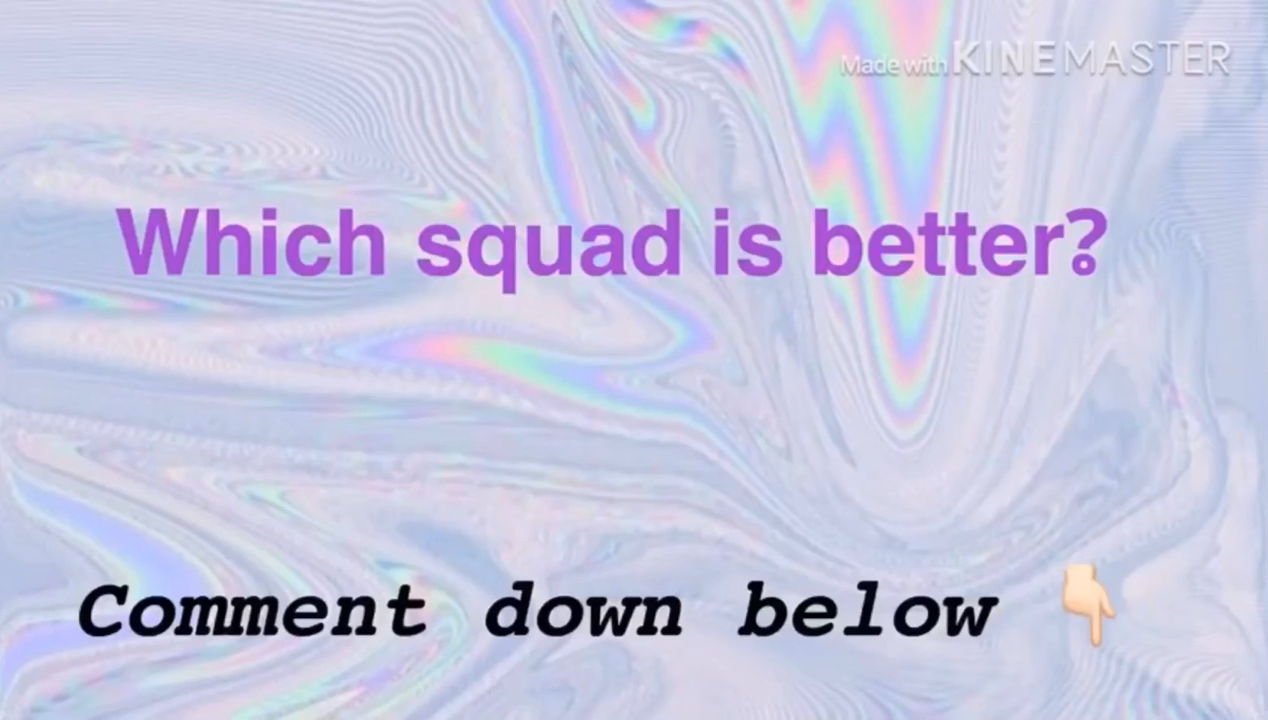 Made with KINEMASTER
Which squad is better?
Comment down below 👇🏻